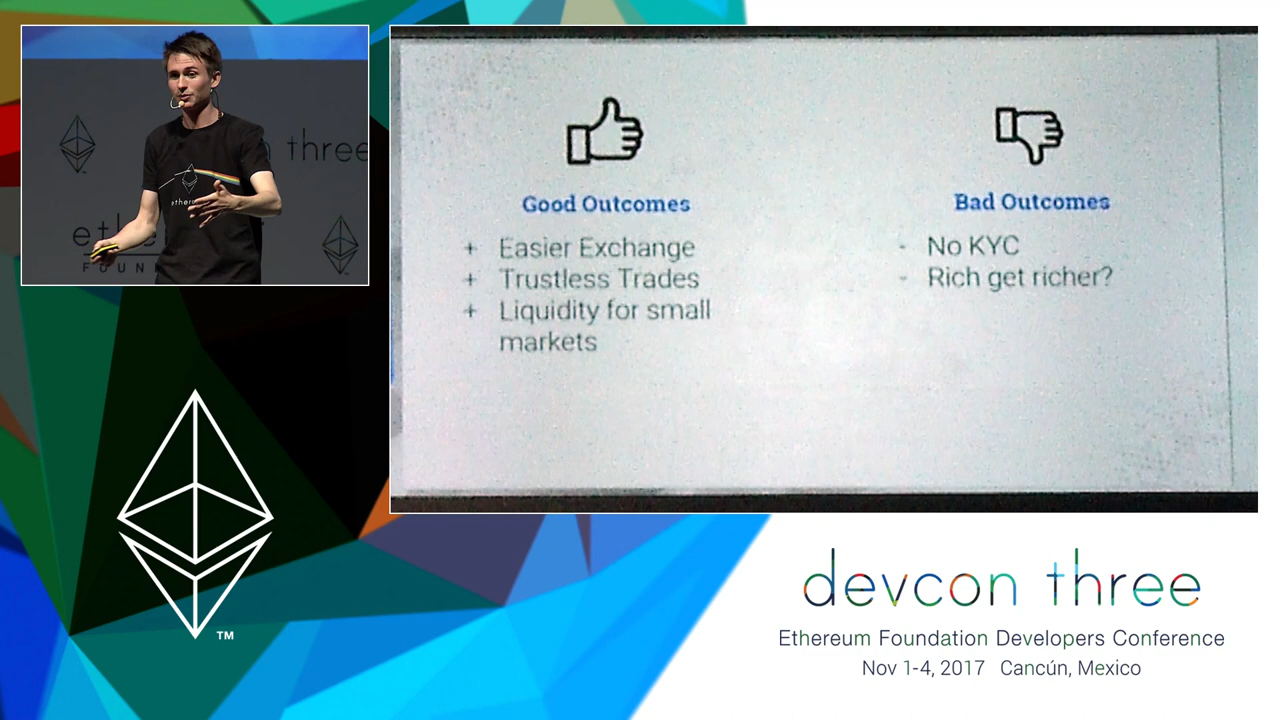 three
FOUN
Good Outcomes
+ Easier Exchange
+ Trustless Trades
+ Liquidity for small
markets
Bad Outcomes
- No KYC
- Rich get richer?
TM
devcon three
Ethereum Foundation Developers Conference
Nov 1-4, 2017 Cancún, Mexico